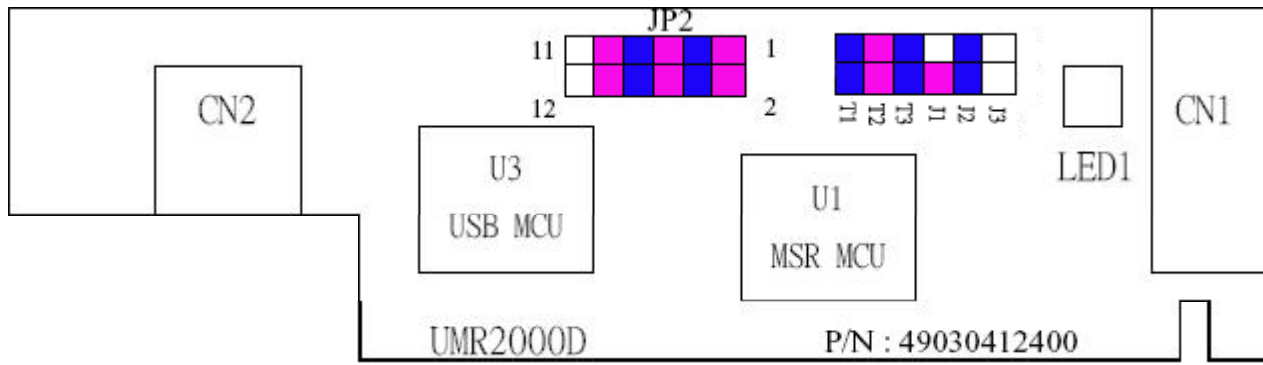 JP2
11
1
12
2
T1 T2 T3 J1 J2 J3
CN2
CN1
LED1
U3
USB MCU
U1
MSR MCU
UMR2000D
P/N : 49030412400